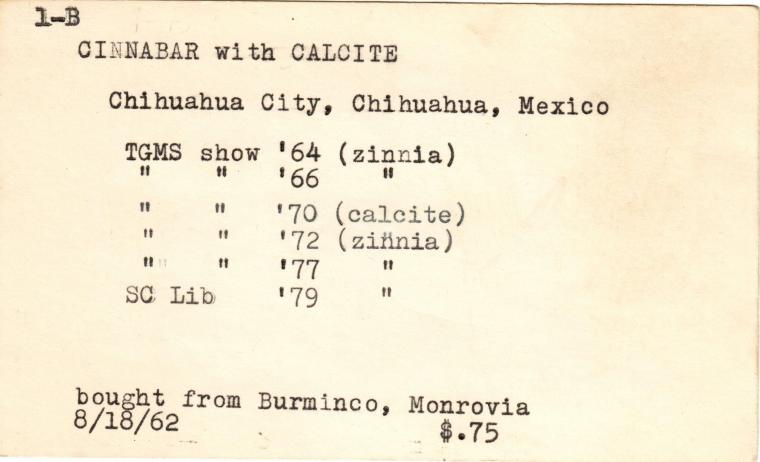 1-B
CINNABAR with CALCITE
Chihuahua City, Chihuahua, Mexico
TGMS show '64 (zinnia)
" " '66 "
" " '70 (calcite)
" " '72 (zinnia)
" " '77 "
SC Lib '79 "
bought from Burminco, Monrovia
8/18/62 $.75